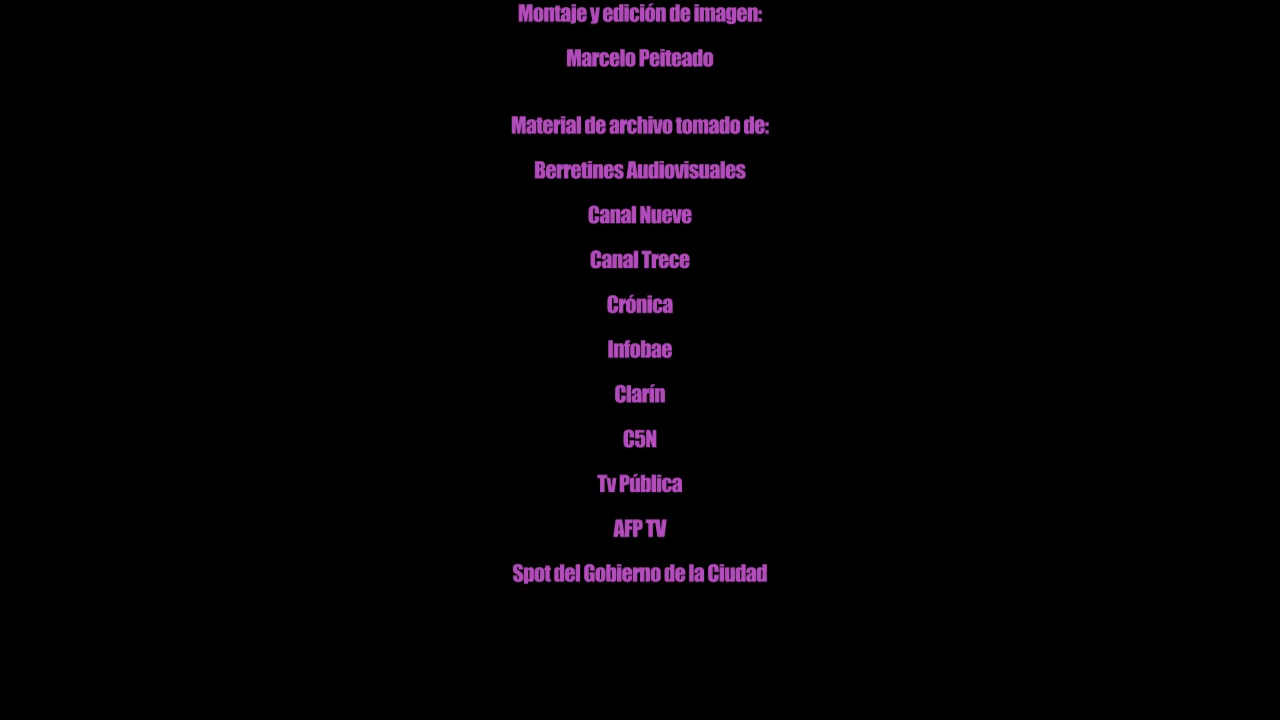 Montaje y edición de imagen:
Marcelo Peiteado
Material de archivo tomado de:
Berretines Audiovisuales
Canal Nueve
Canal Trece
Crónica
Infobae
Clarín
C5N
Tv Pública
AFP TV
Spot del Gobierno de la Ciudad